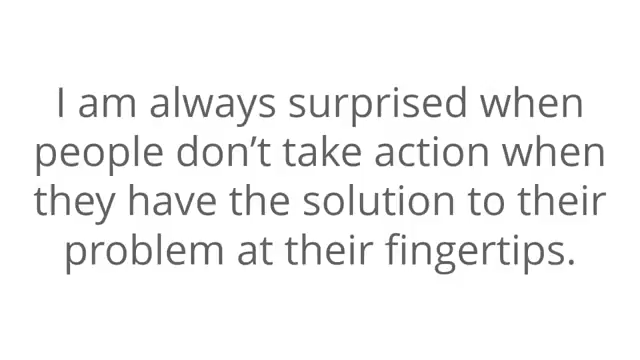 I am always surprised when
people don’t take action when
they have the solution to their
problem at their fingertips.